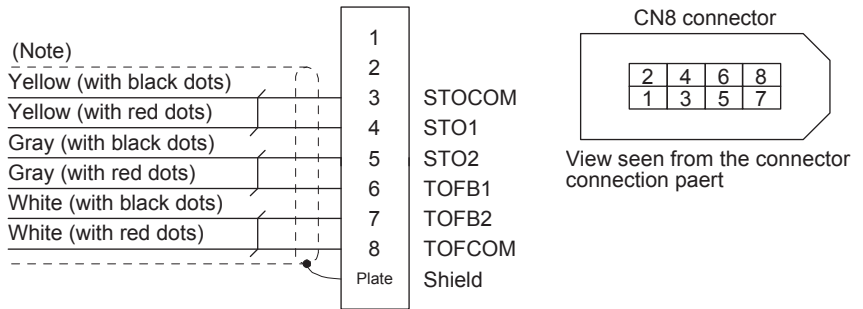 (Note)
Yellow (with black dots)
Yellow (with red dots)
Gray (with black dots)
Gray (with red dots)
White (with black dots)
White (with red dots)
1
2
3 STOCOM
4 STO1
5 STO2
6 TOFB1
7 TOFB2
8 TOFCOM
Plate Shield
CN8 connector
2 4 6 8
1 3 5 7
View seen from the connector
connection paert